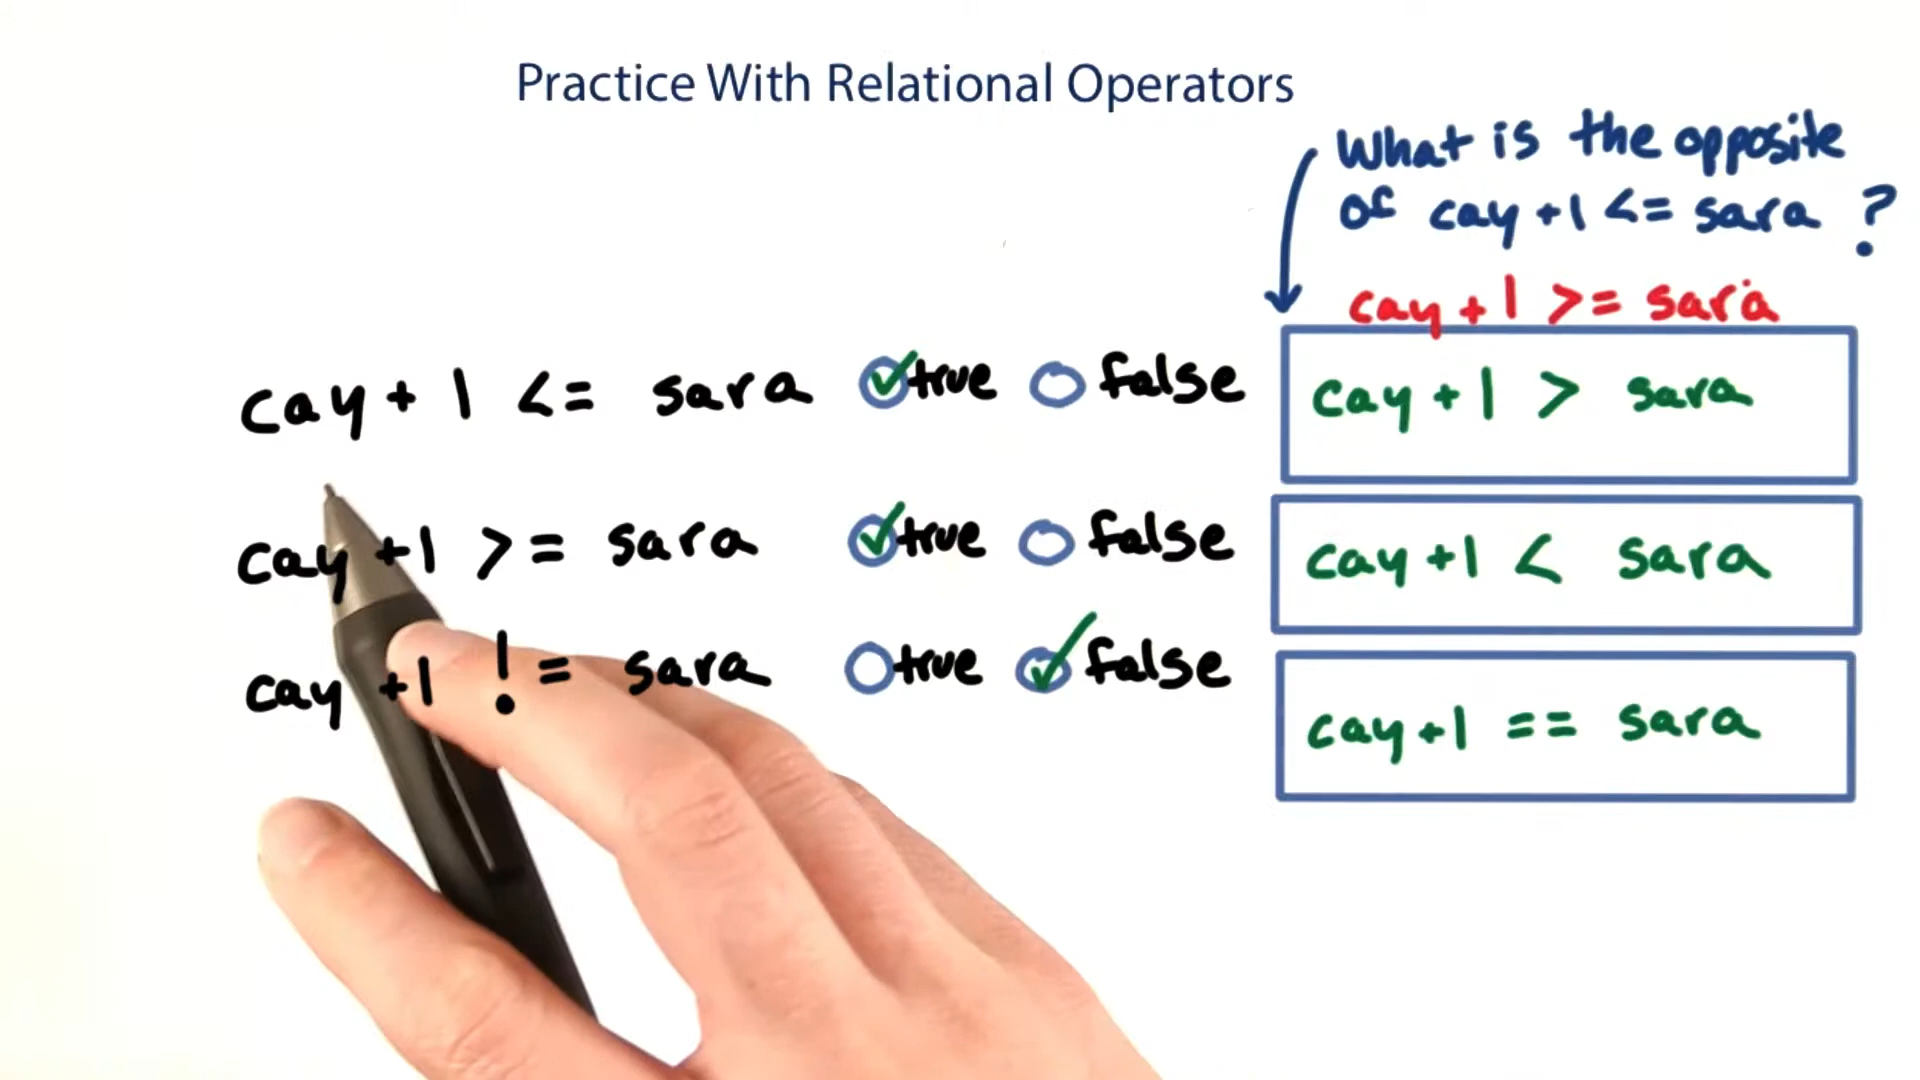 Practice With Relational Operators
What is the opposite
of cay +1 <= sara ?
cay +1 >= sara
cay + 1 <= sara true false
cay +1 > sara
cay +1 >= sara true false
cay +1 < sara
cay +1 != sara true false
cay +1 == sara